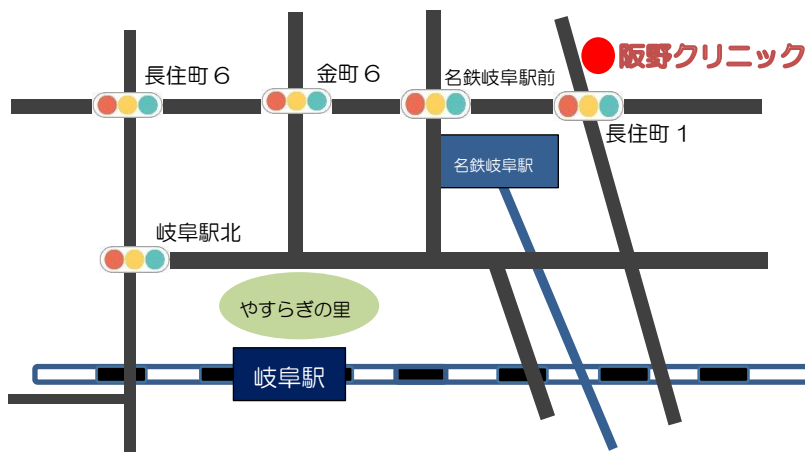 阪野クリニック
長住町６
金町６
名鉄岐阜駅前
長住町１
名鉄岐阜駅
岐阜駅北
やすらぎの里
岐阜駅